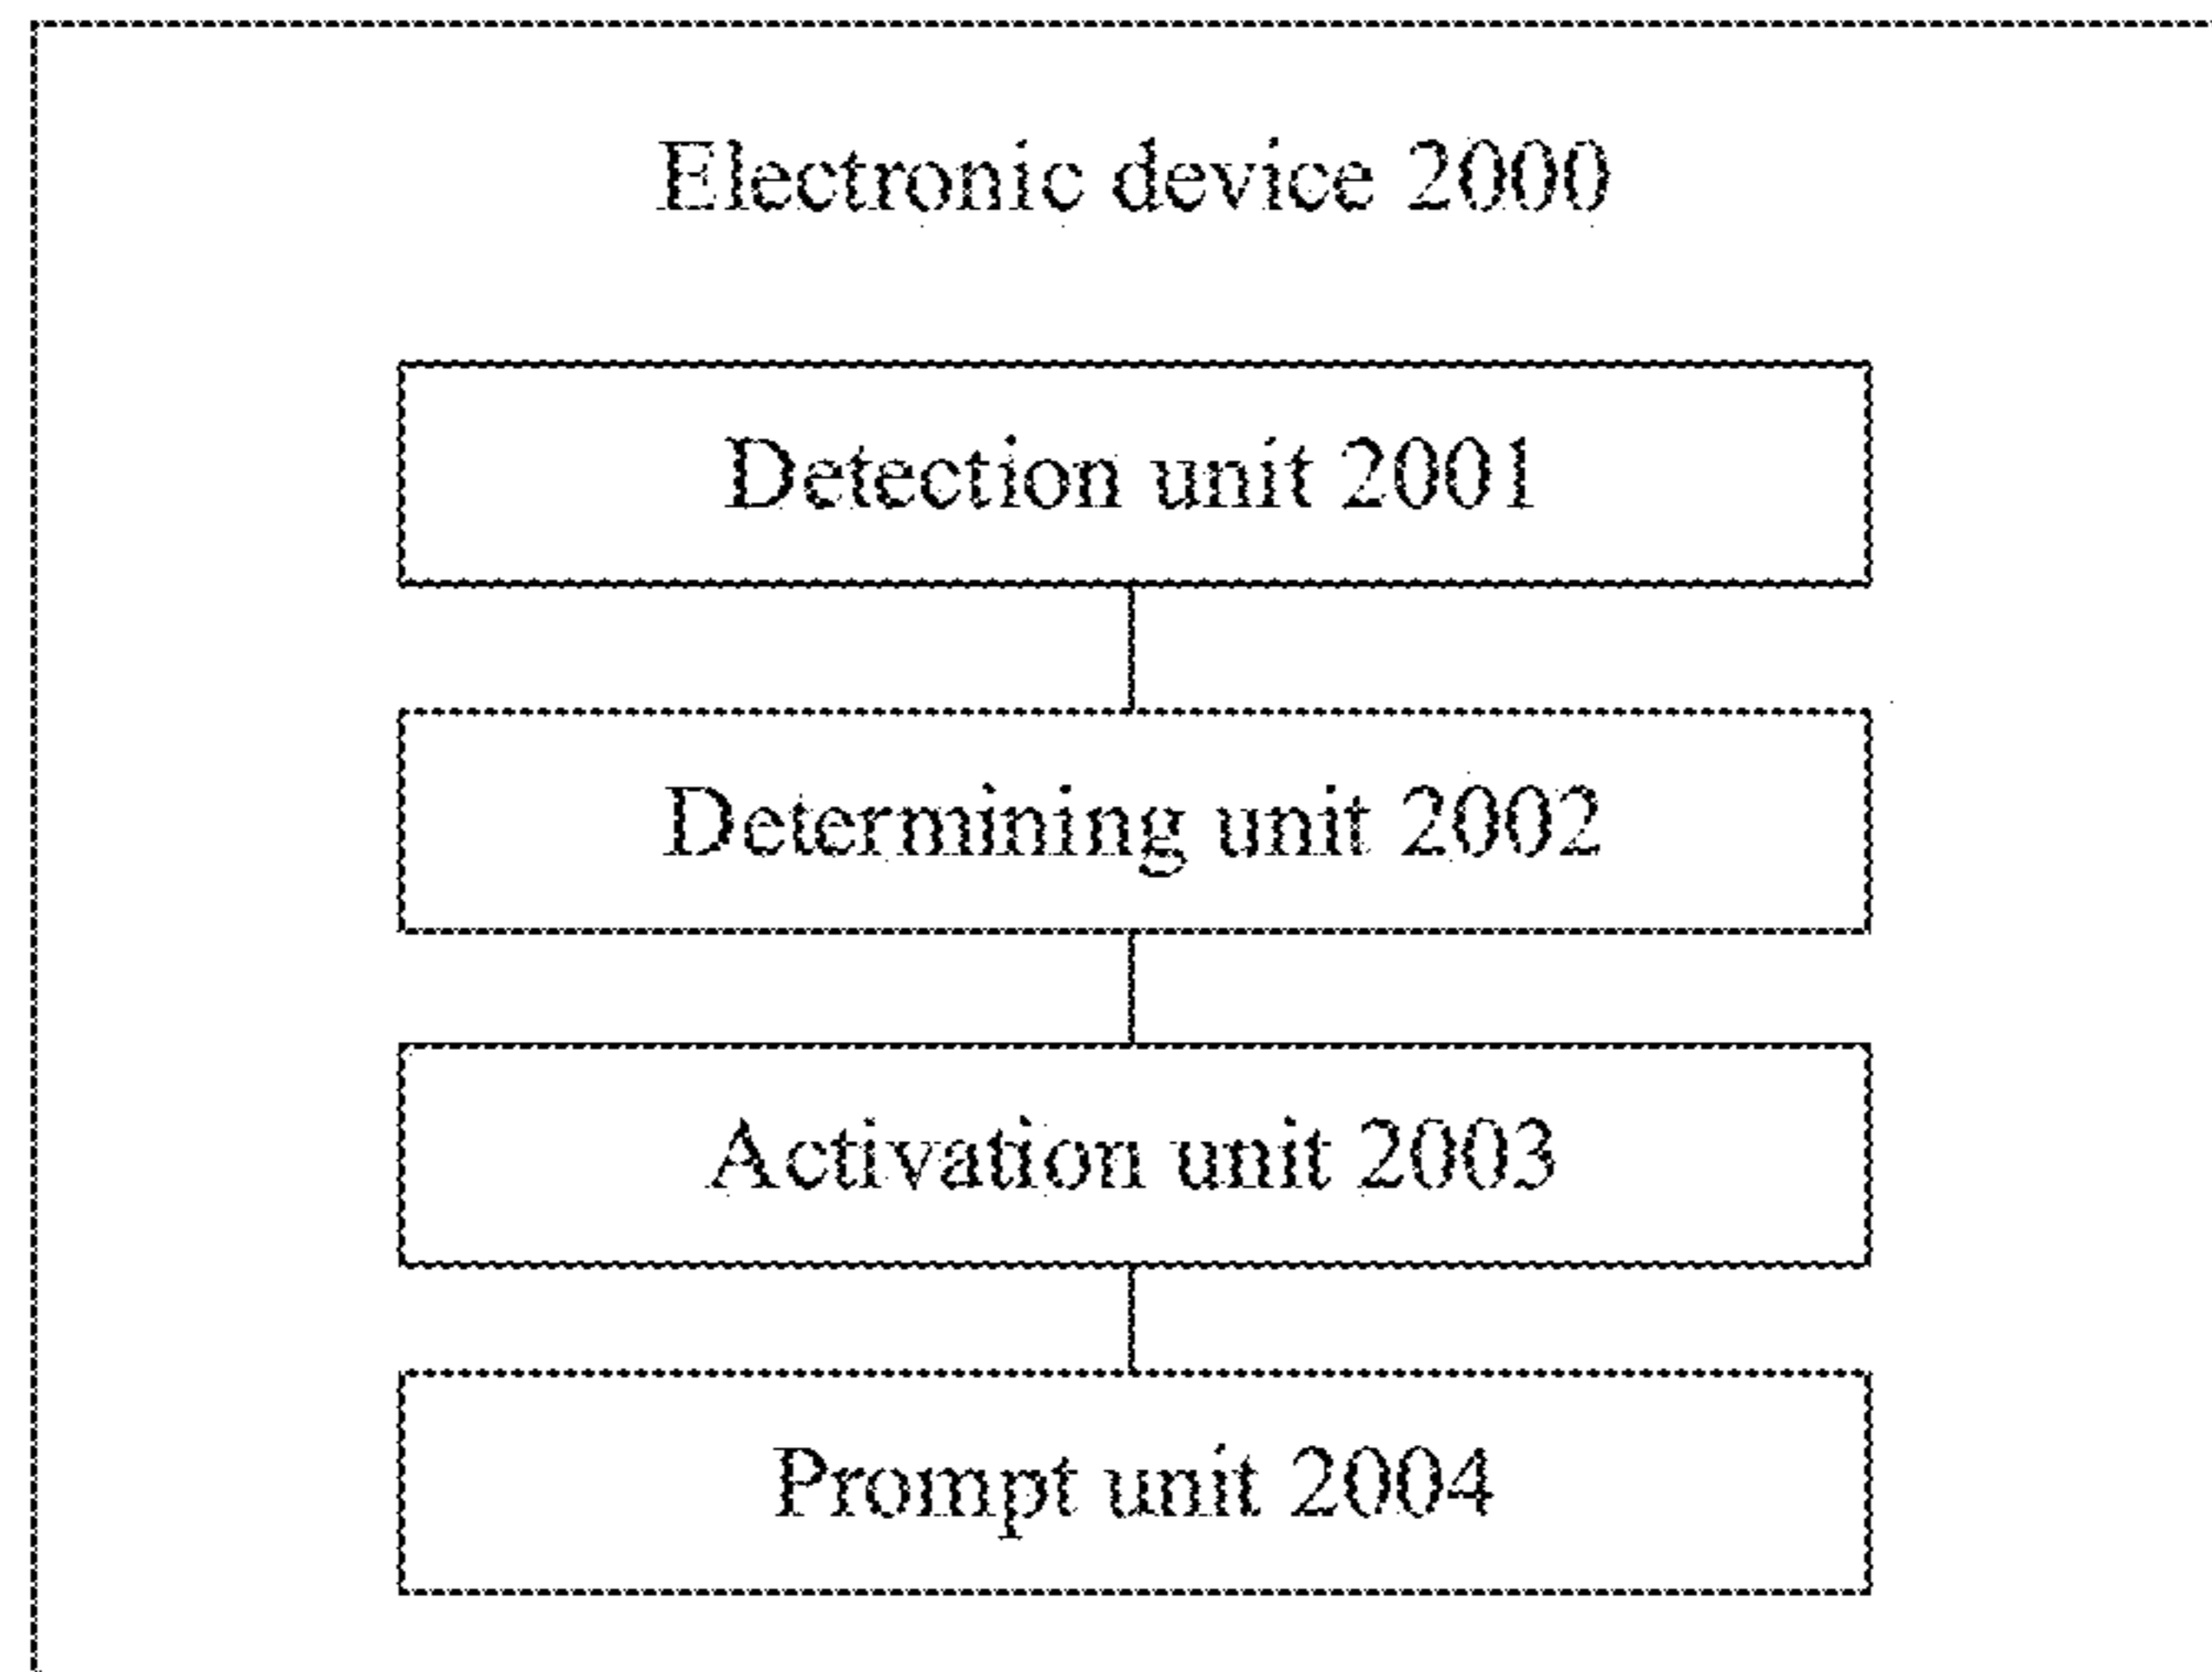 Electronic device 2000
Detection unit 2001
Determining unit 2002
Activation unit 2003
Prompt unit 2004